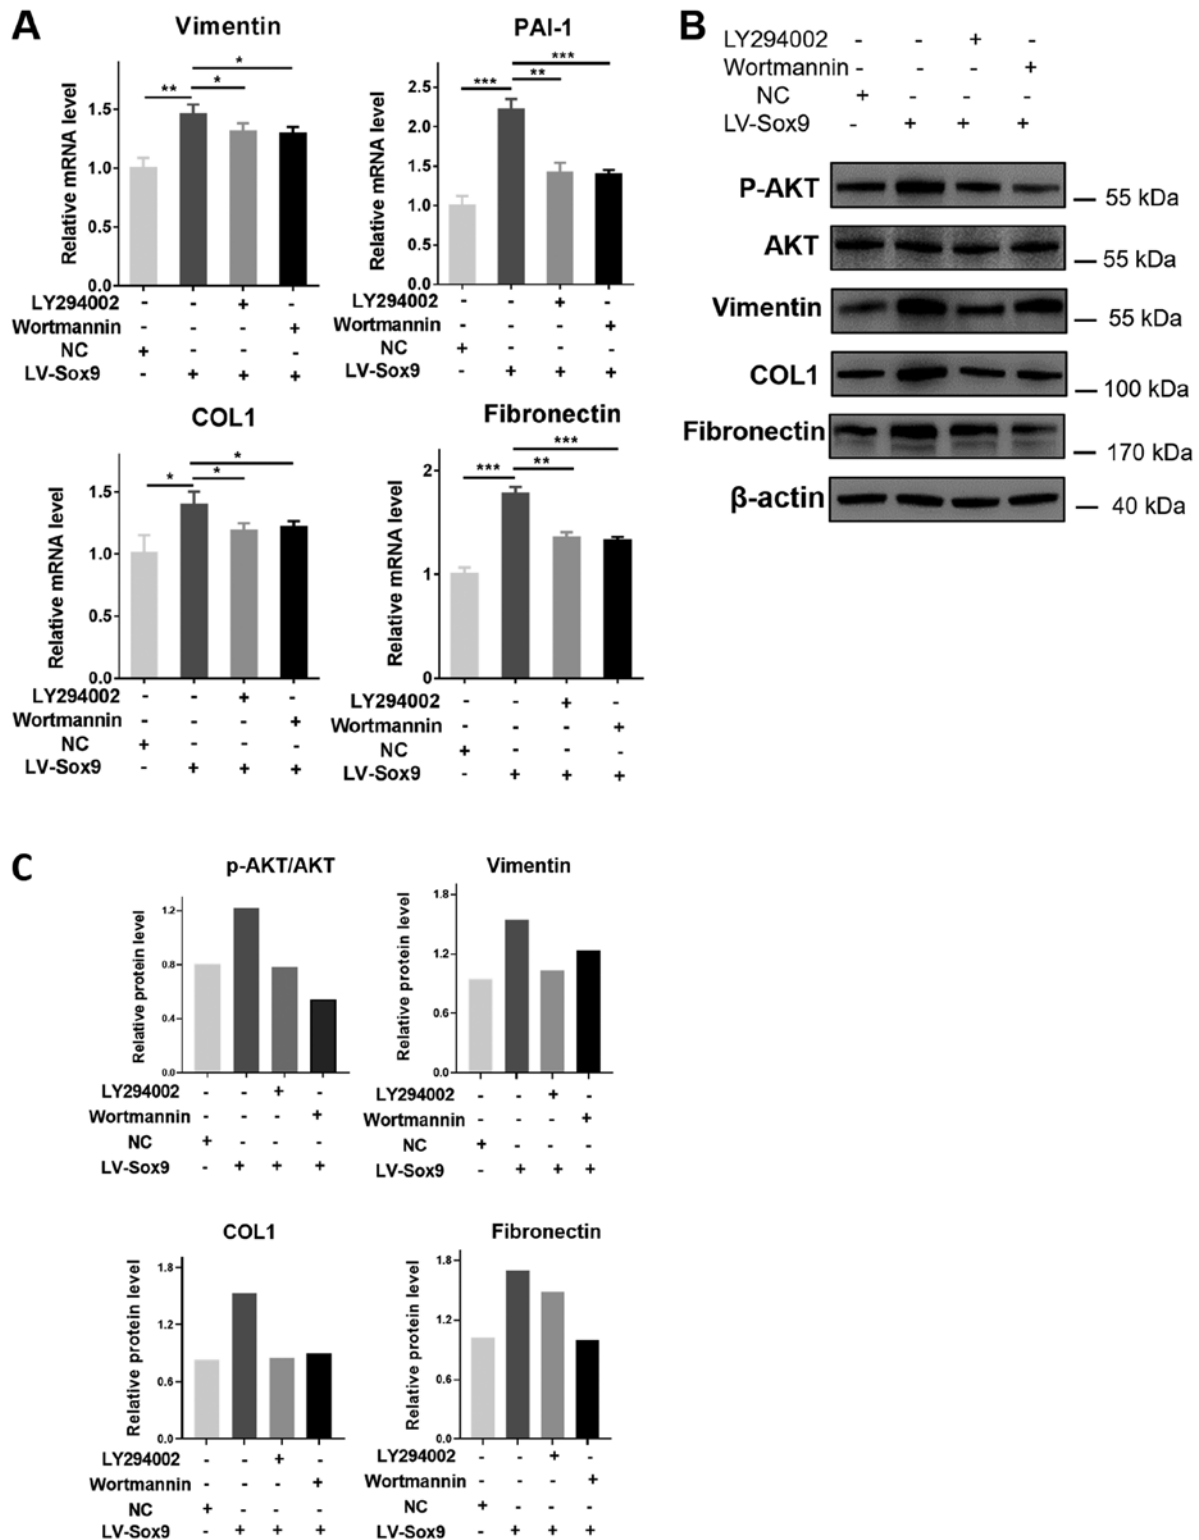 A
Vimentin
Relative mRNA level
1.5
1.0
0.5
0.0
** * *
LY294002 - - + -
Wortmannin - - - +
NC + - - -
LV-Sox9 - + + +
PAI-1
Relative mRNA level
2.5
2.0
1.5
1.0
0.5
0.0
*** ** ***
LY294002 - - + -
Wortmannin - - - +
NC + - - -
LV-Sox9 - + + +
COL1
Relative mRNA level
1.5
1.0
0.5
0.0
* * *
LY294002 - - + -
Wortmannin - - - +
NC + - - -
LV-Sox9 - + + +
Fibronectin
Relative mRNA level
2
1
0
*** ** ***
LY294002 - - + -
Wortmannin - - - +
NC + - - -
LV-Sox9 - + + +
B
LY294002 - - + -
Wortmannin - - - +
NC + - - -
LV-Sox9 - + + +
P-AKT 55 kDa
AKT 55 kDa
Vimentin 55 kDa
COL1 100 kDa
Fibronectin 170 kDa
β-actin 40 kDa
C
p-AKT/AKT
Relative protein level
1.2
0.8
0.4
0.0
LY294002 - - + -
Wortmannin - - - +
NC + - - -
LV-Sox9 - + + +
Vimentin
Relative protein level
1.8
1.2
0.6
0.0
LY294002 - - + -
Wortmannin - - - +
NC + - - -
LV-Sox9 - + + +
COL1
Relative protein level
1.8
1.2
0.6
0.0
LY294002 - - + -
Wortmannin - - - +
NC + - - -
LV-Sox9 - + + +
Fibronectin
Relative protein level
1.8
1.2
0.6
0.0
LY294002 - - + -
Wortmannin - - - +
NC + - - -
LV-Sox9 - + + +